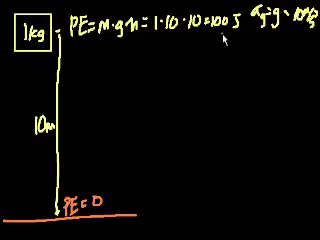 1kg
PE = m·g·h = 1·10·10 = 100 J
10m
PE = 0